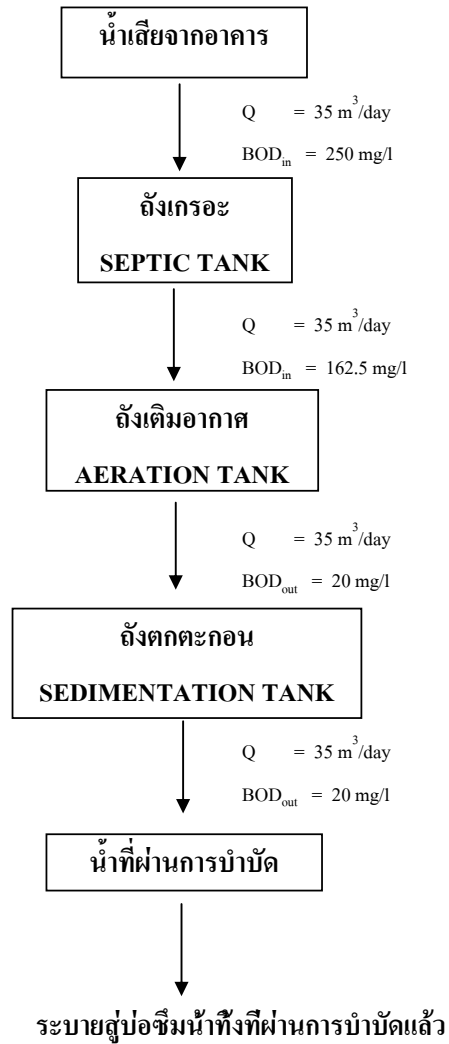 น้ำเสียจากอาคาร
Q = 35 m³/day
BODᵢₙ = 250 mg/l
ถังเกรอะ
SEPTIC TANK
Q = 35 m³/day
BODᵢₙ = 162.5 mg/l
ถังเติมอากาศ
AERATION TANK
Q = 35 m³/day
BODₒᵤₜ = 20 mg/l
ถังตกตะกอน
SEDIMENTATION TANK
Q = 35 m³/day
BODₒᵤₜ = 20 mg/l
น้ำที่ผ่านการบำบัด
ระบายสู่บ่อซึมน้ำทิ้งที่ผ่านการบำบัดแล้ว